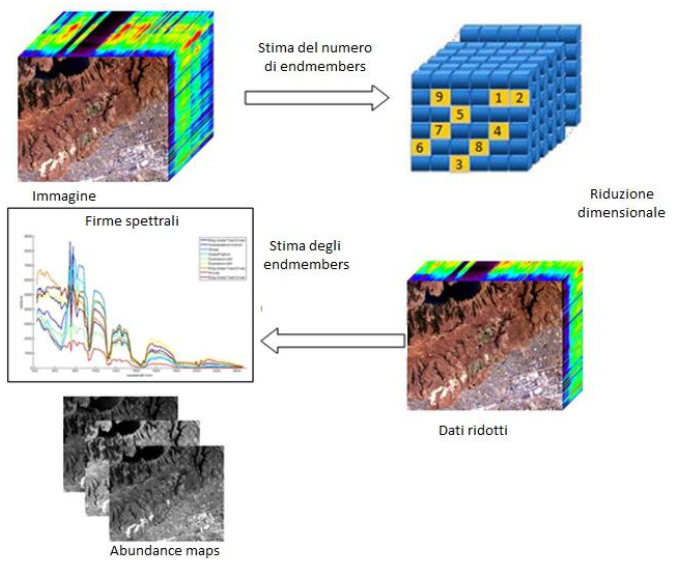 Stima del numero
di endmembers
9 1 2
5
7 4
6 8
3
Immagine
Riduzione
dimensionale
Firme spettrali
Stima degli
endmembers
Dati ridotti
Abundance maps